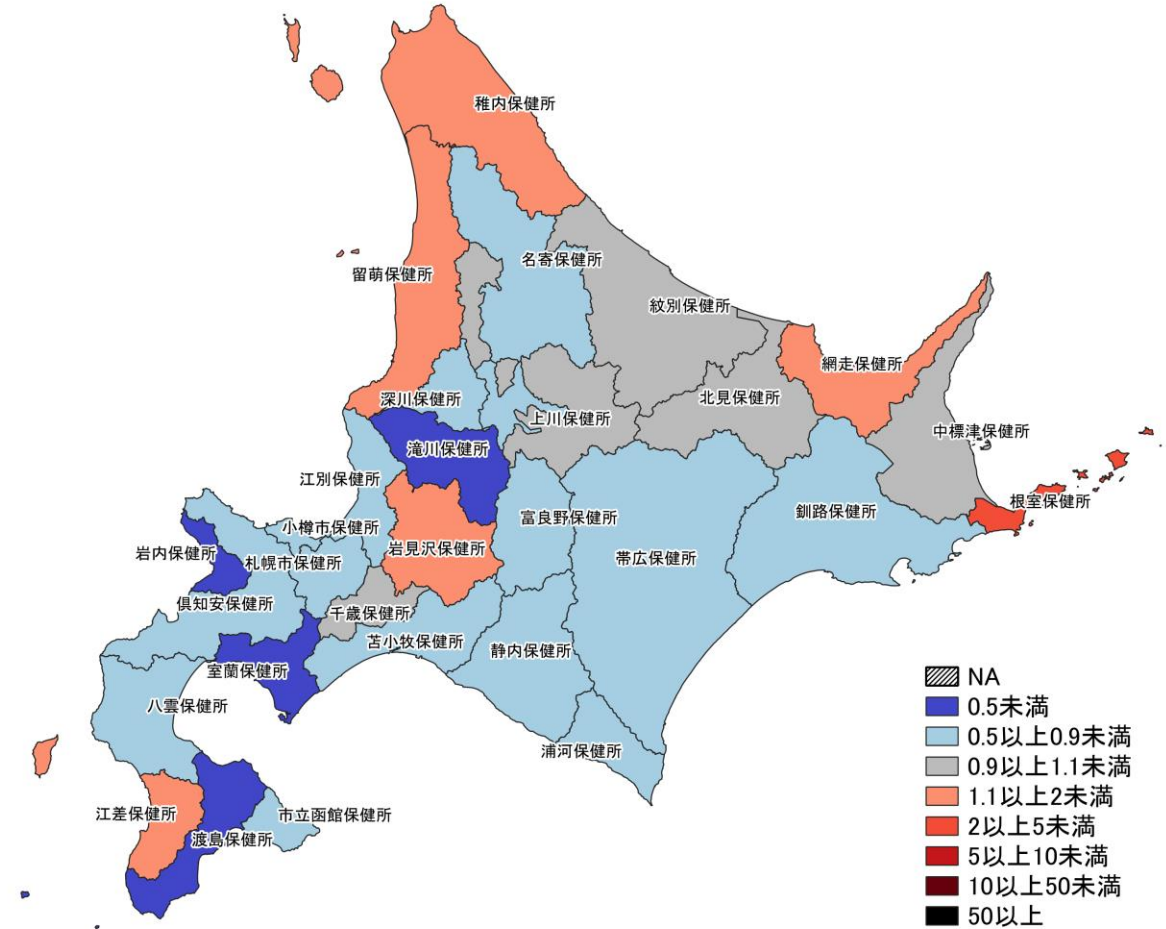 稚内保健所
名寄保健所
留萌保健所
紋別保健所
網走保健所
深川保健所
北見保健所
上川保健所
中標津保健所
滝川保健所
江別保健所
根室保健所
釧路保健所
富良野保健所
小樽市保健所
岩見沢保健所
岩内保健所
札幌市保健所
帯広保健所
倶知安保健所
千歳保健所
苫小牧保健所
静内保健所
室蘭保健所
八雲保健所
浦河保健所
江差保健所
市立函館保健所
渡島保健所
NA
0.5未満
0.5以上0.9未満
0.9以上1.1未満
1.1以上2未満
2以上5未満
5以上10未満
10以上50未満
50以上